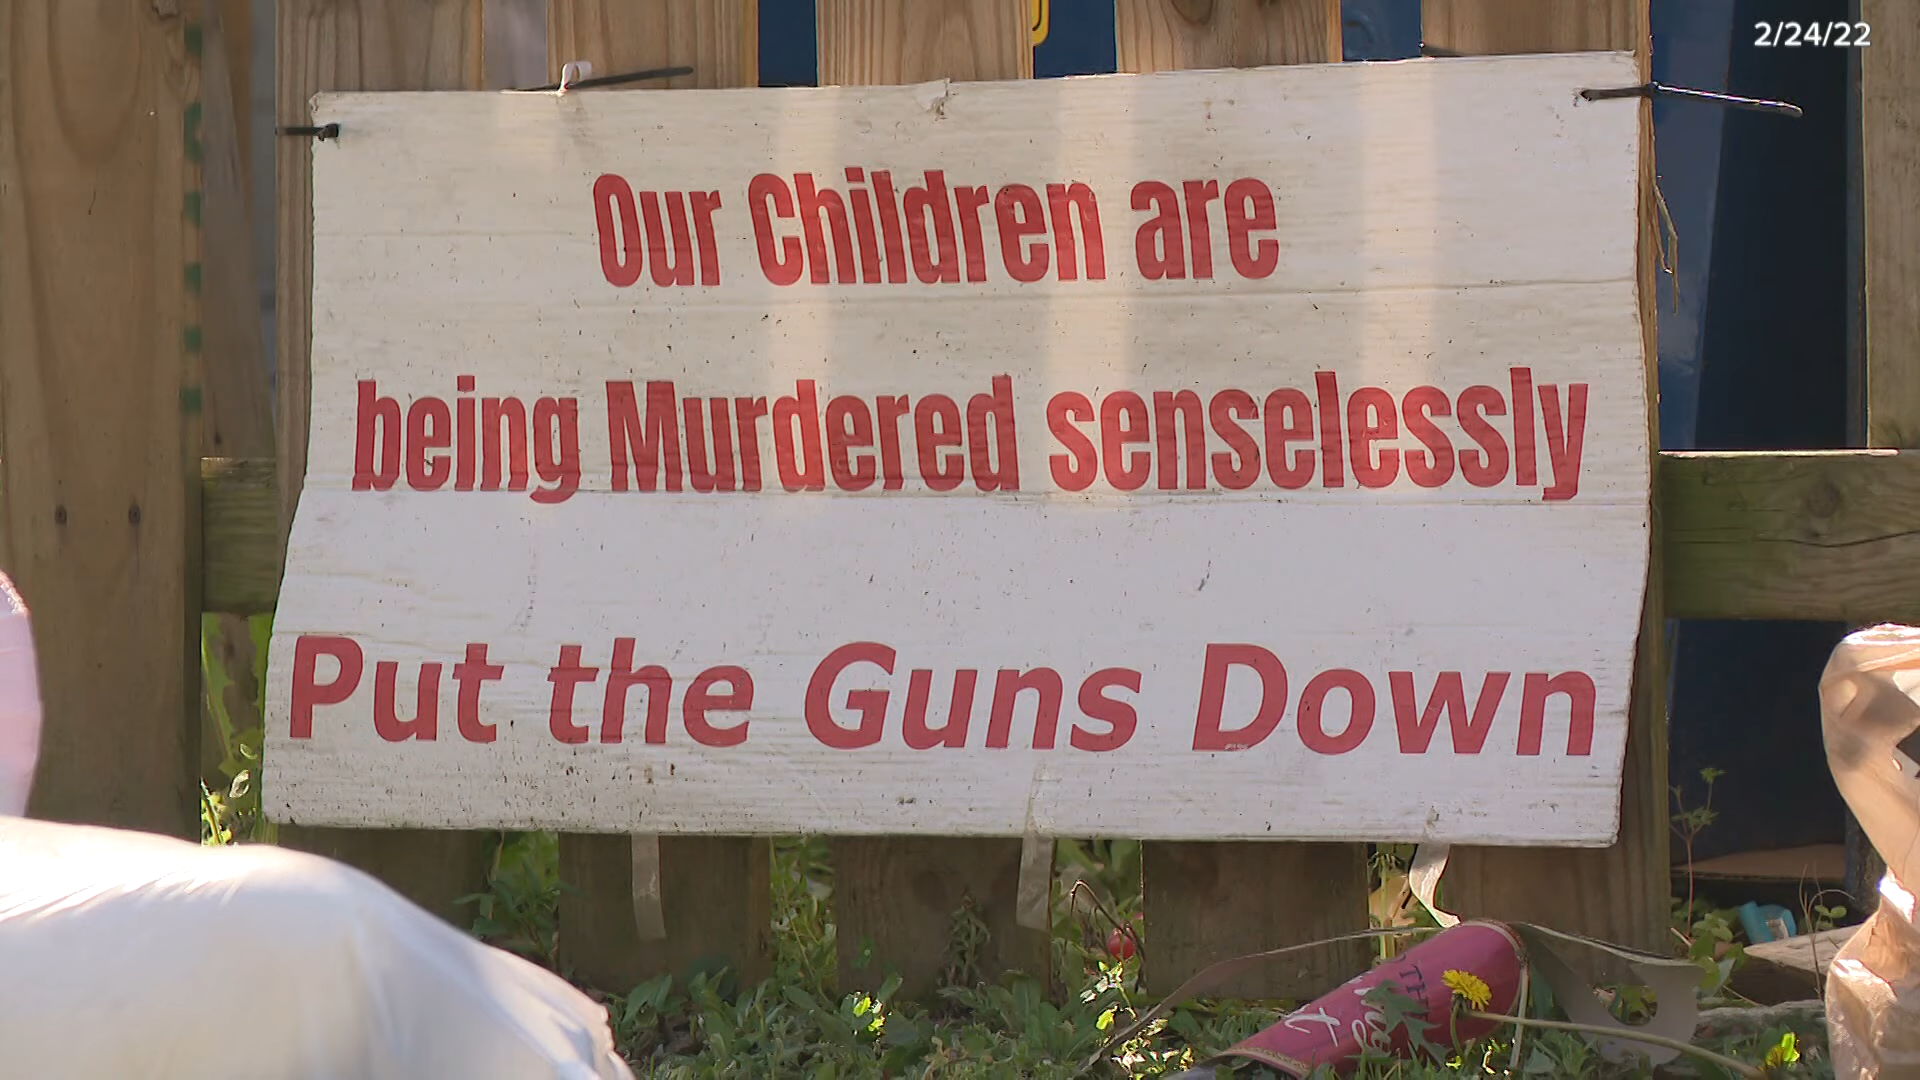 2/24/22
Our Children are
being Murdered senselessly
Put the Guns Down